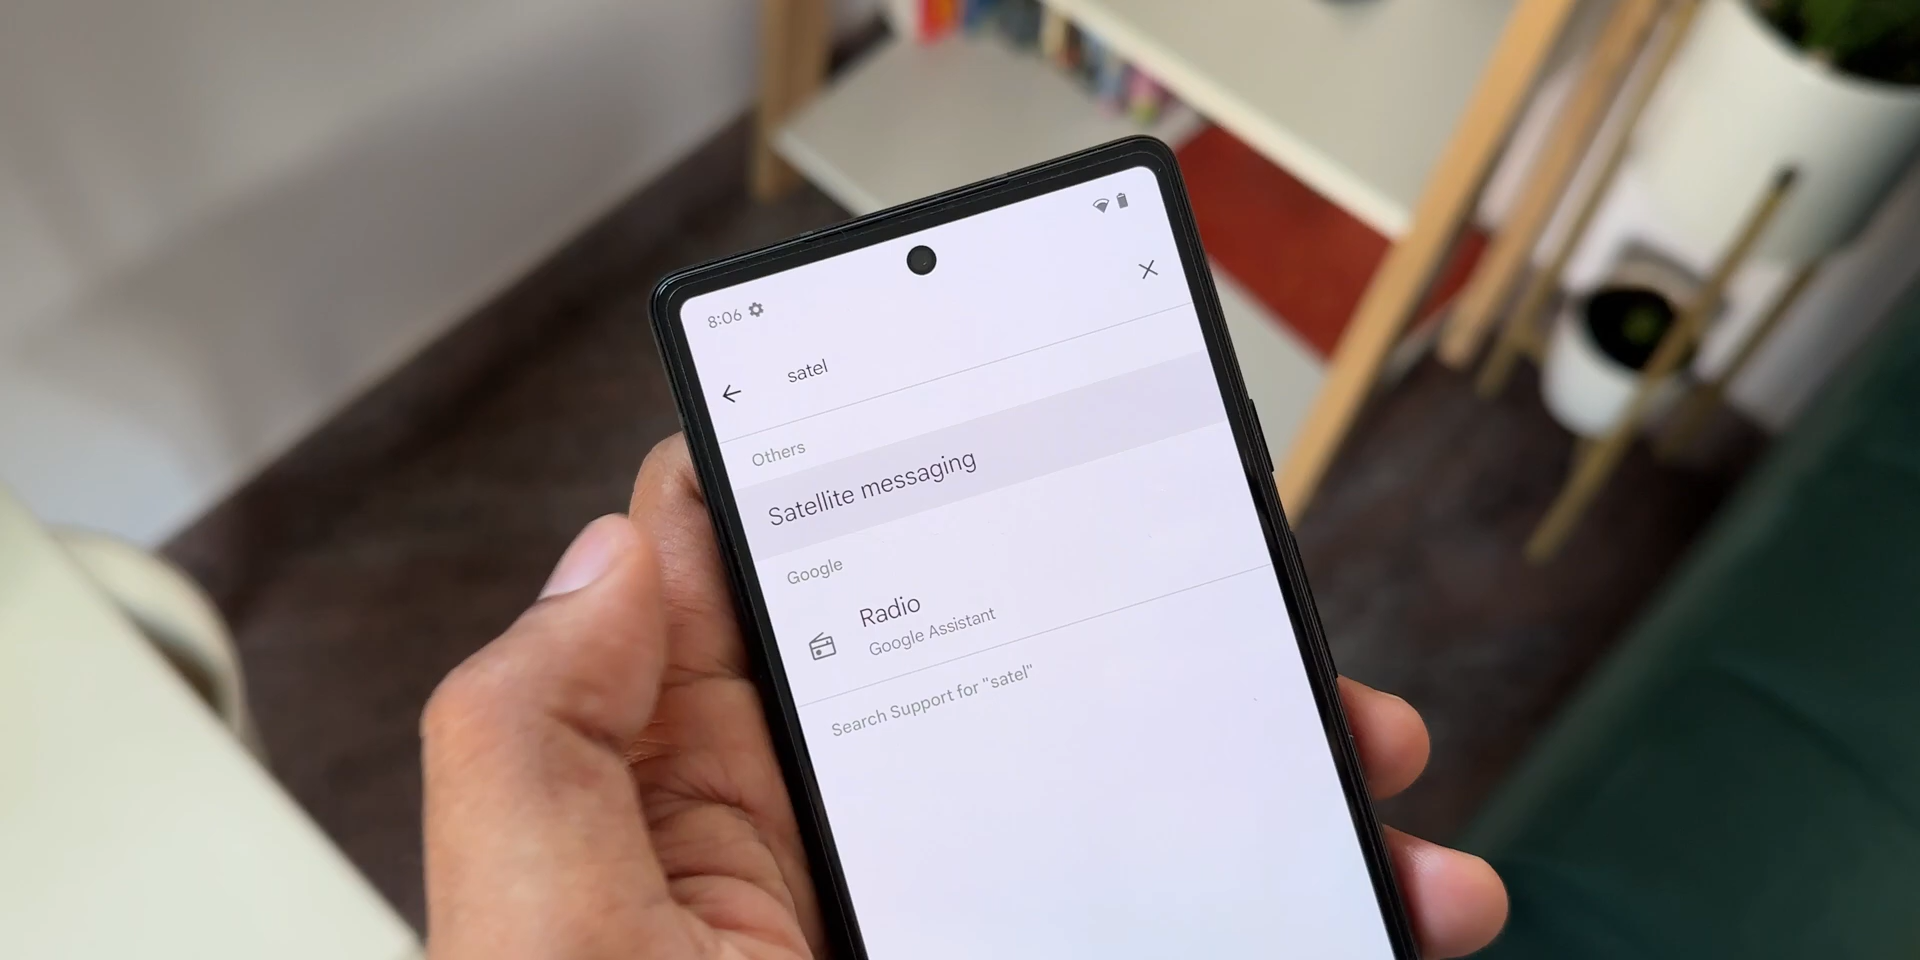 8:06
satel
Others
Satellite messaging
Google
Radio
Google Assistant
Search Support for "satel"